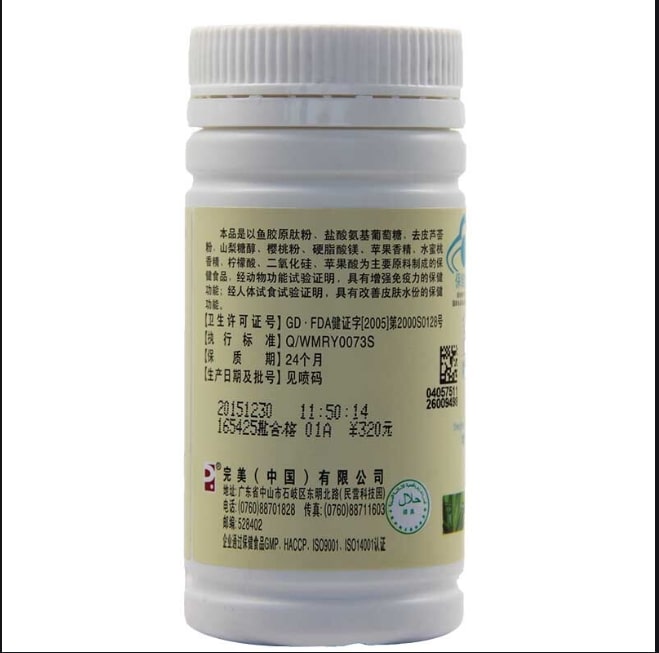 本品是以鱼胶原肽粉、盐酸氨基葡萄糖、去皮芦荟
粉、山梨糖醇、樱桃粉、硬脂酸镁、苹果香精、水蜜桃
香精、柠檬酸、二氧化硅、苹果酸为主要原料制成的保
健食品，经动物功能试验证明，具有增强免疫力的保健
功能；经人体试食试验证明，具有改善皮肤水份的保健
功能。
【卫生许可证号】GD·FDA健证字[2005]第2000S0128号
【执行标准】Q/WMRY0073S
【保质期】24个月
【生产日期及批号】见喷码
04057511
26009490
20151230 11:50:14
165425批合格 01A ¥320元
®完美（中国）有限公司
地址:广东省中山市石岐区东明北路(民营科技园)
电话:(0760)88701828 传真:(0760)88711603
邮编:528402
企业通过保健食品GMP、HACCP、ISO9001、ISO14001认证
حلال